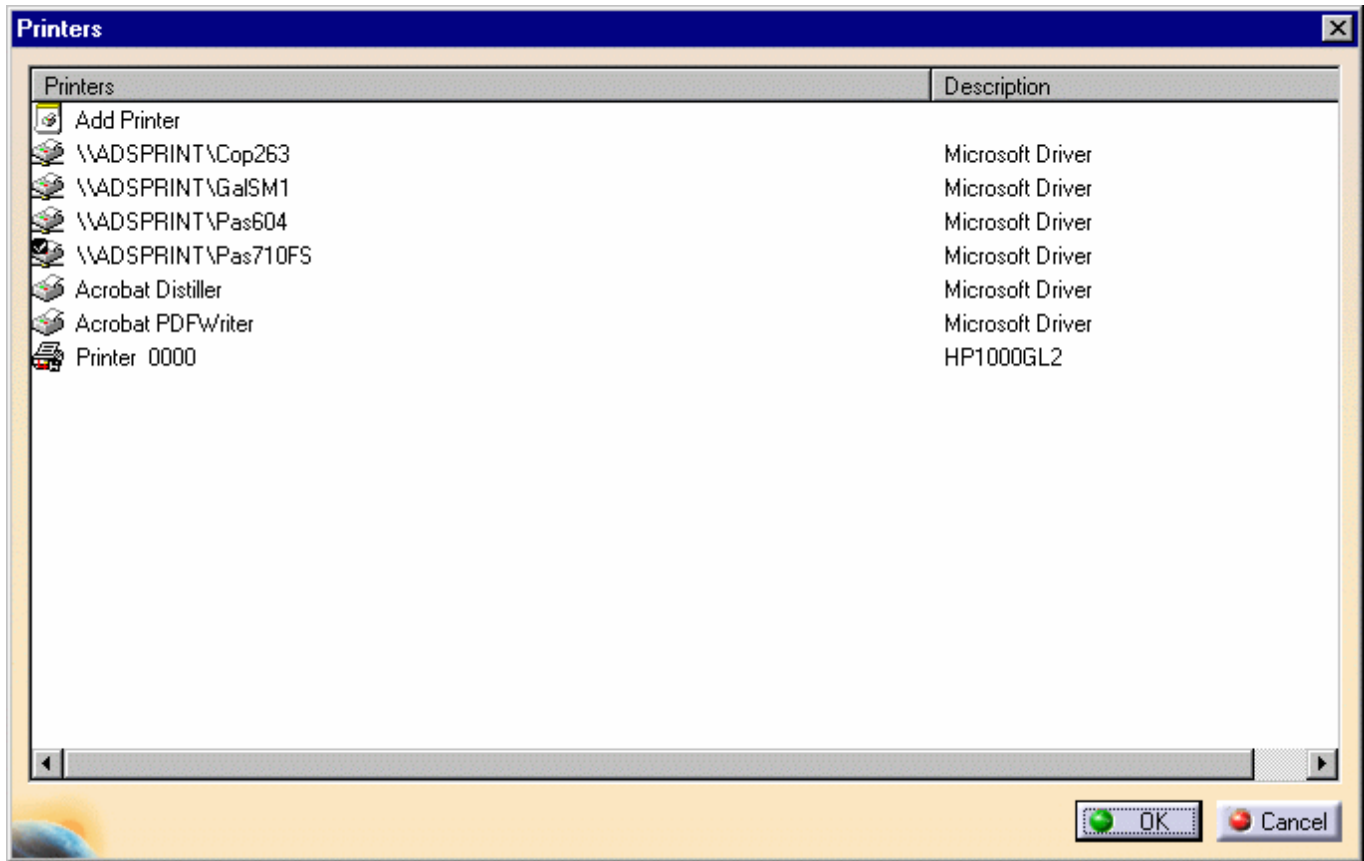 Printers
Printers Description
Add Printer
\\ADSPRINT\Cop263 Microsoft Driver
\\ADSPRINT\GalSM1 Microsoft Driver
\\ADSPRINT\Pas604 Microsoft Driver
\\ADSPRINT\Pas710FS Microsoft Driver
Acrobat Distiller Microsoft Driver
Acrobat PDFWriter Microsoft Driver
Printer 0000 HP1000GL2
OK Cancel